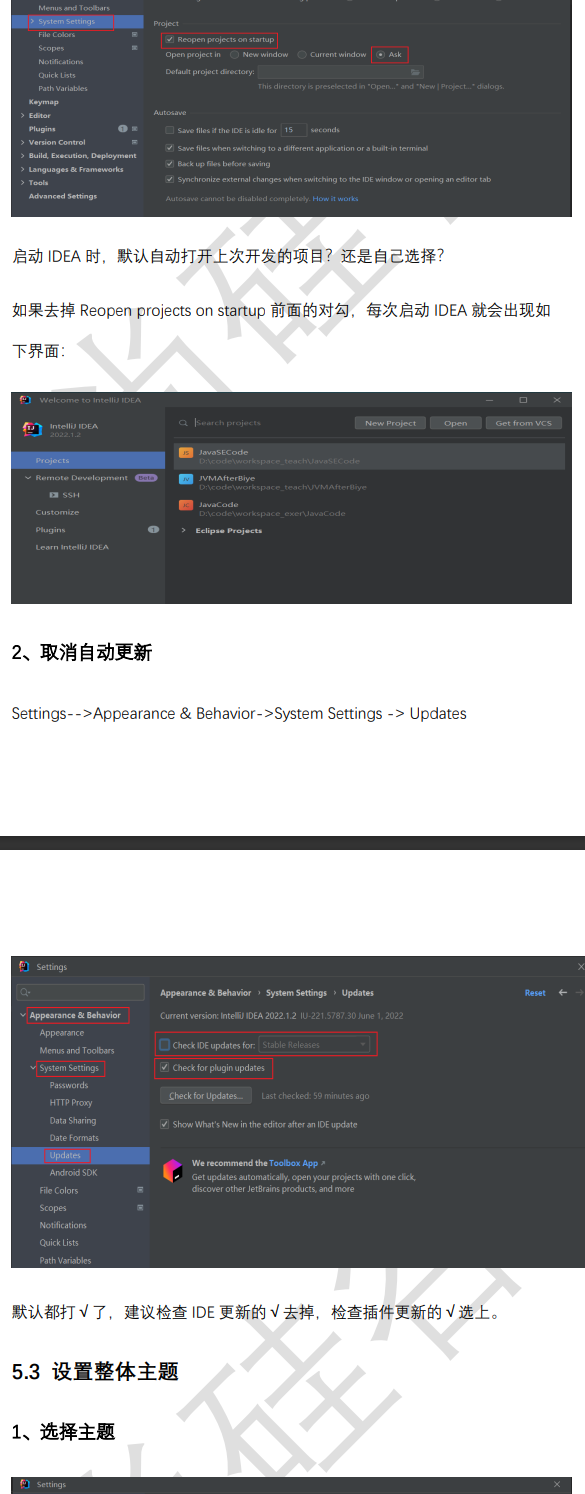 Menus and Toolbars
System Settings
File Colors
Scopes
Notifications
Quick Lists
Path Variables
Keymap
Editor
Plugins 1
Version Control
Build, Execution, Deployment
Languages & Frameworks
Tools
Advanced Settings
Project
Reopen projects on startup
Open project in New window Current window Ask
Default project directory:
This directory is preselected in "Open..." and "New | Project..." dialogs.
Autosave
Save files if the IDE is idle for 15 seconds
Save files when switching to a different application or a built-in terminal
Back up files before saving
Synchronize external changes when switching to the IDE window or opening an editor tab
Autosave cannot be disabled completely. How it works
启动 IDEA 时，默认自动打开上次开发的项目？还是自己选择？
如果去掉 Reopen projects on startup 前面的对勾，每次启动 IDEA 就会出现如
下界面：
Welcome to IntelliJ IDEA
IntelliJ IDEA
2022.1.2
Projects
Remote Development Beta
SSH
Customize
Plugins 1
Learn IntelliJ IDEA
Search projects
New Project Open Get from VCS
JS JavaSECode
D:\code\workspace_teach\JavaSECode
JV JVMAfterBiye
D:\code\workspace_teach\JVMAfterBiye
JC JavaCode
D:\code\workspace_exer\JavaCode
Eclipse Projects
2、取消自动更新
Settings-->Appearance & Behavior->System Settings -> Updates
Settings
Appearance & Behavior
Appearance
Menus and Toolbars
System Settings
Passwords
HTTP Proxy
Data Sharing
Date Formats
Updates
Android SDK
File Colors
Scopes
Notifications
Quick Lists
Path Variables
Appearance & Behavior › System Settings › Updates Reset
Current version: IntelliJ IDEA 2022.1.2 IU-221.5787.30 June 1, 2022
Check IDE updates for: Stable Releases
Check for plugin updates
Check for Updates... Last checked: 59 minutes ago
Show What's New in the editor after an IDE update
We recommend the Toolbox App ↗
Get updates automatically, open your projects with one click,
discover other JetBrains products, and more
默认都打√了，建议检查 IDE 更新的√去掉，检查插件更新的√选上。
5.3 设置整体主题
1、选择主题
Settings